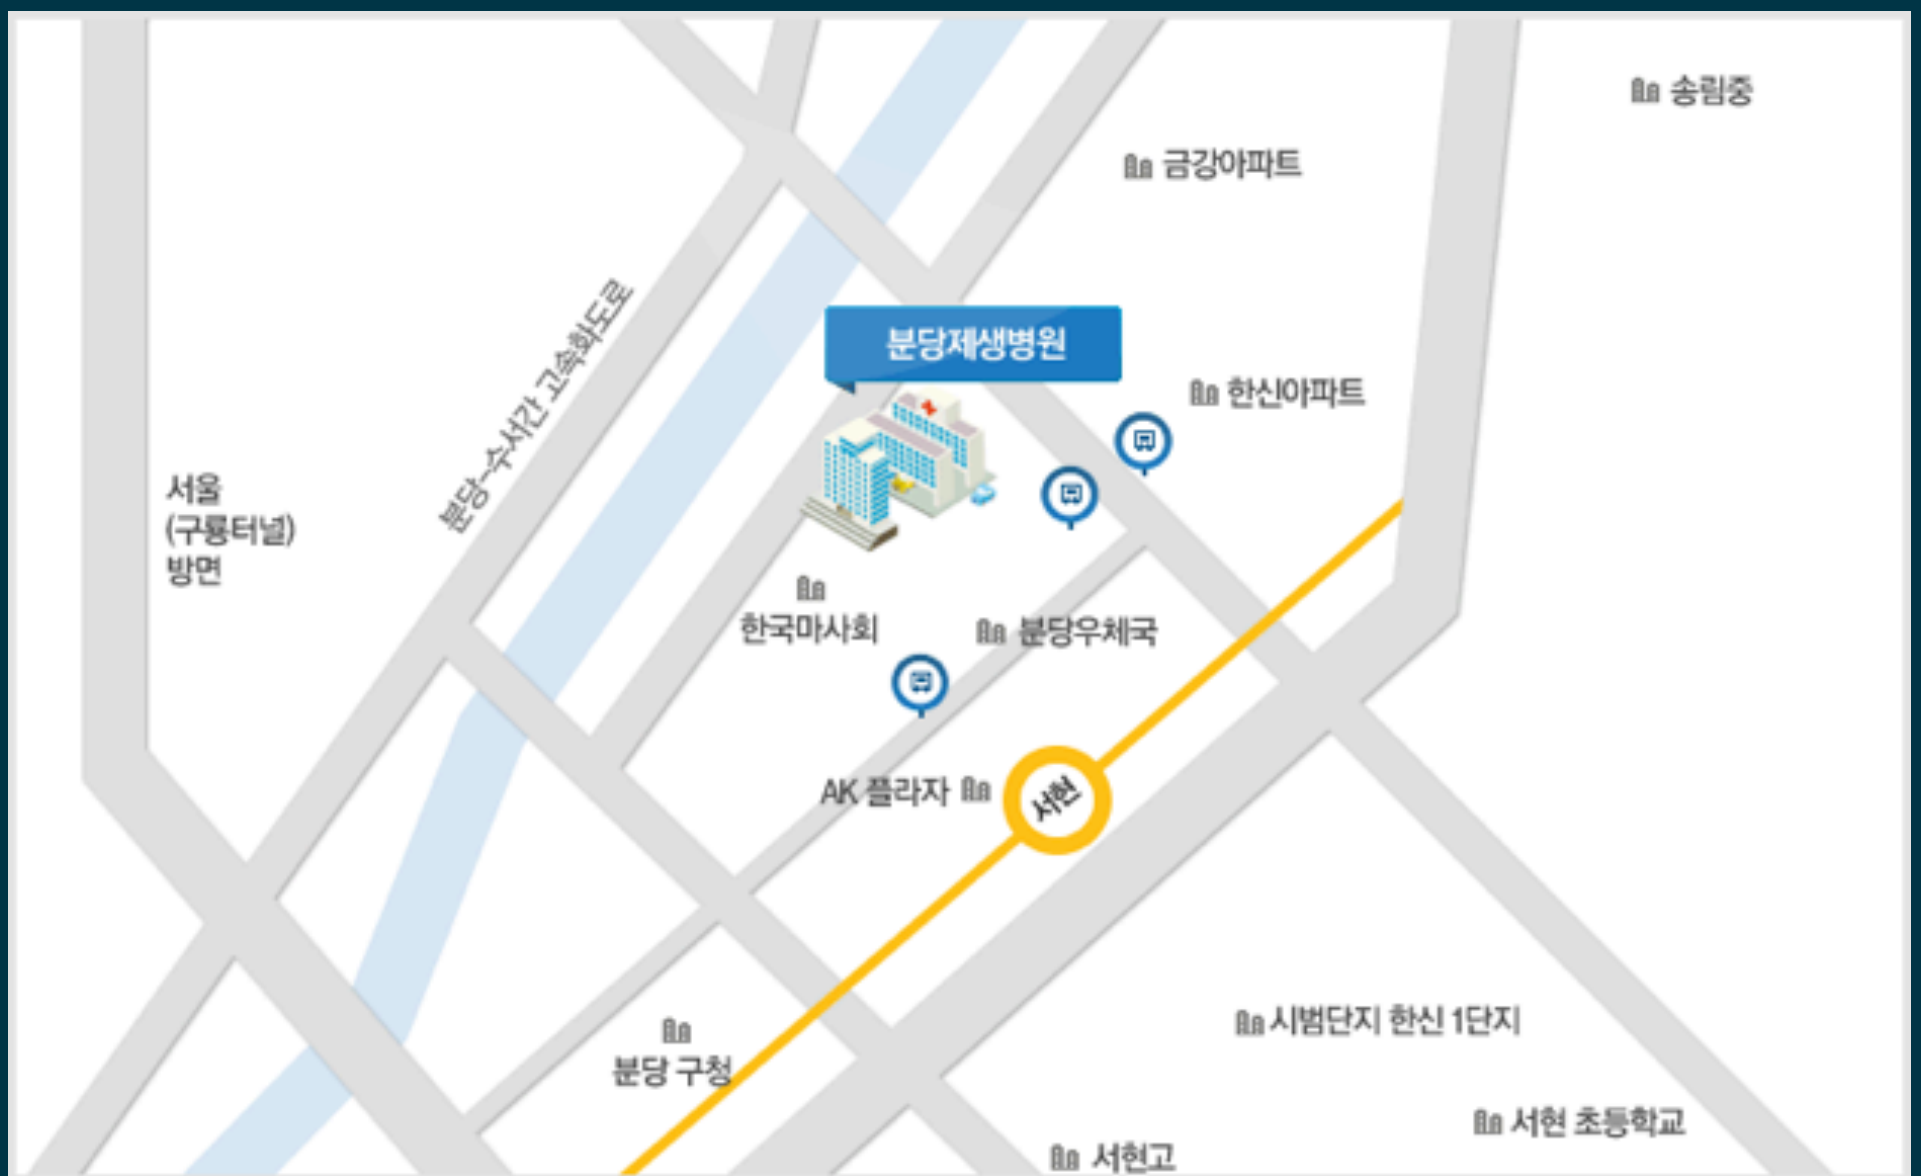 송림중
금강아파트
분당-수서간 고속화도로
분당제생병원
한신아파트
서울
(구룡터널)
방면
한국마사회
분당우체국
AK 플라자
서현
분당 구청
시범단지 한신 1단지
서현 초등학교
서현고